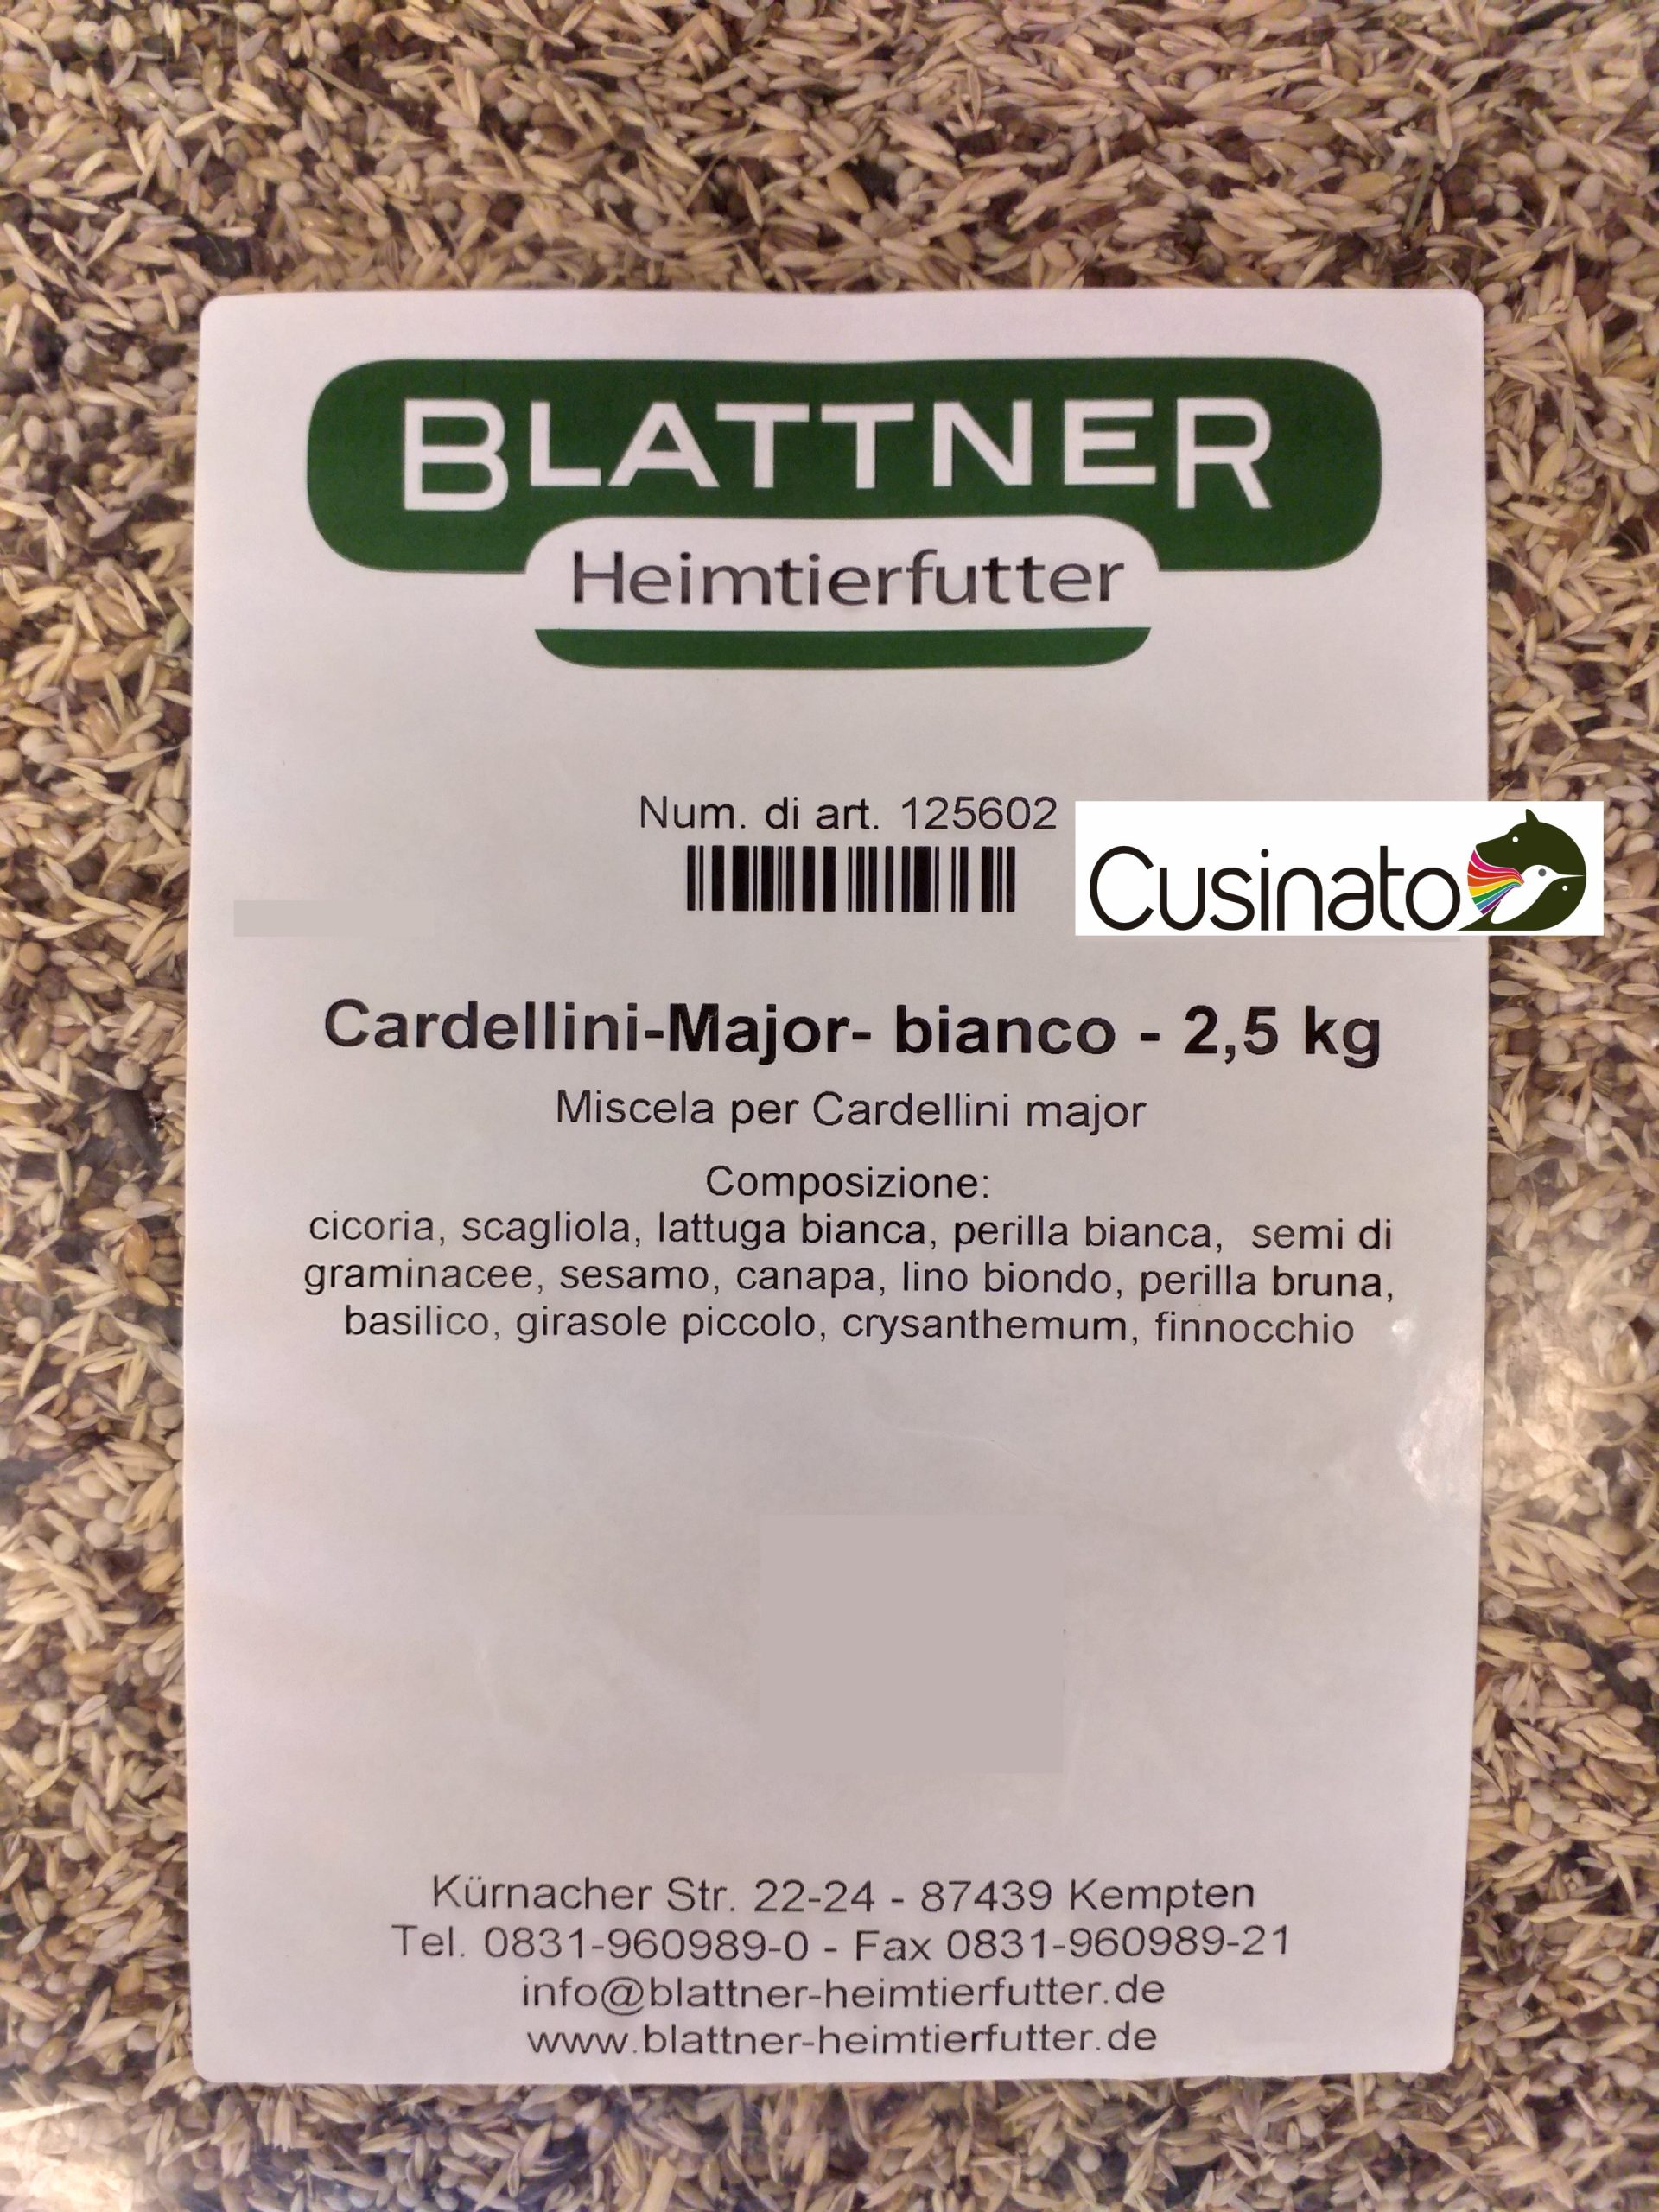 BLATTNER
Heimtierfutter
Num. di art. 125602
Cusinato
Cardellini-Major- bianco - 2,5 kg
Miscela per Cardellini major
Composizione:
cicoria, scagliola, lattuga bianca, perilla bianca,  semi di
graminacee, sesamo, canapa, lino biondo, perilla bruna,
basilico, girasole piccolo, crysanthemum, finnocchio
Kürnacher Str. 22-24 - 87439 Kempten
Tel. 0831-960989-0 - Fax 0831-960989-21
info@blattner-heimtierfutter.de
www.blattner-heimtierfutter.de